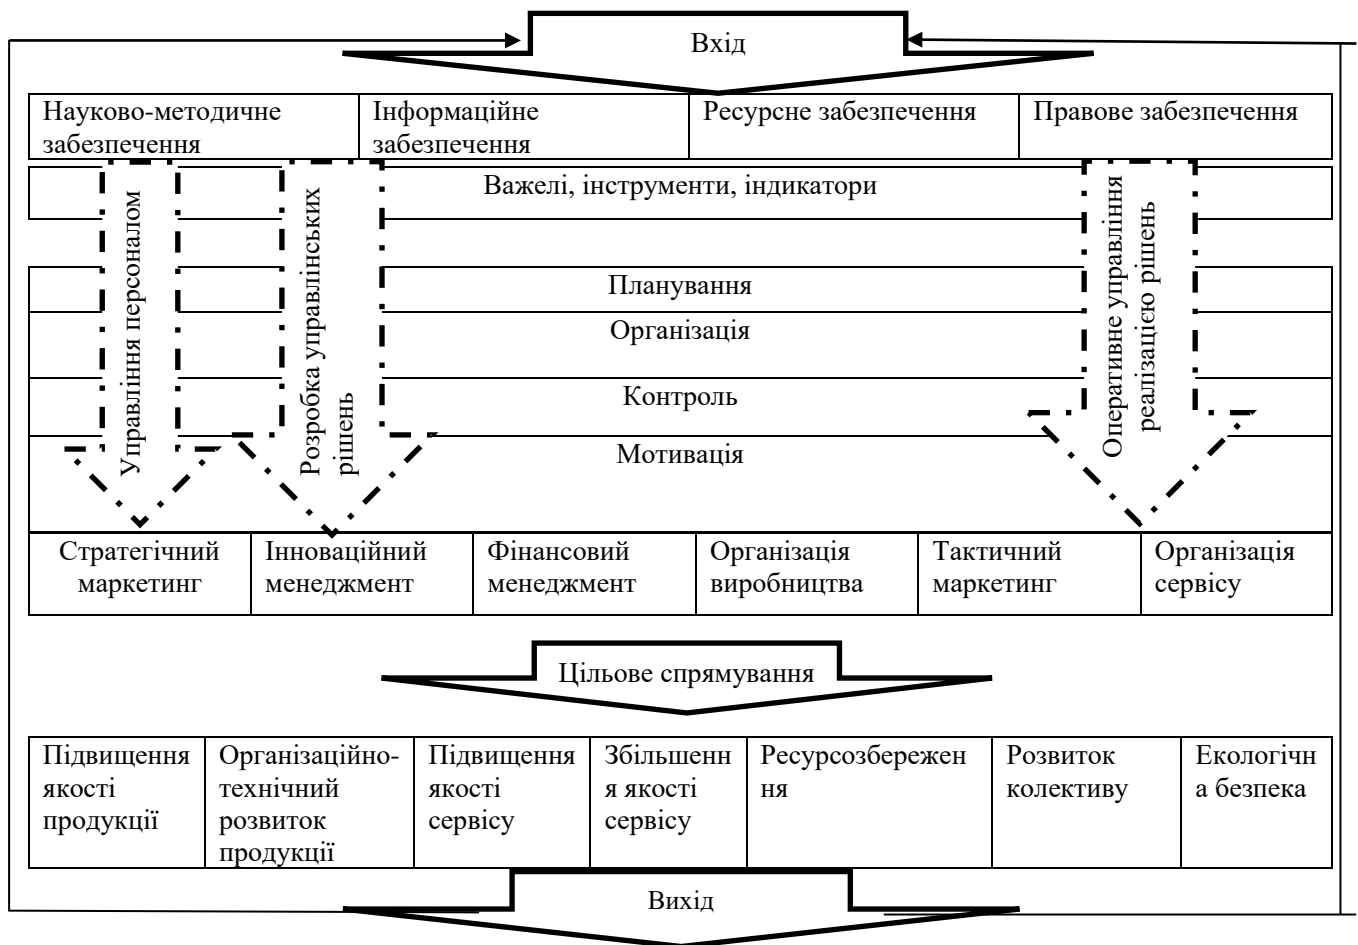 Вхід
Науково-методичне
забезпечення
Інформаційне
забезпечення
Ресурсне забезпечення
Правове забезпечення
Важелі, інструменти, індикатори
Управління персоналом
Розробка управлінських
рішень
Оперативне управління
реалізацією рішень
Планування
Організація
Контроль
Мотивація
Стратегічний
маркетинг
Інноваційний
менеджмент
Фінансовий
менеджмент
Організація
виробництва
Тактичний
маркетинг
Організація
сервісу
Цільове спрямування
Підвищення
якості
продукції
Організаційно-
технічний
розвиток
продукції
Підвищення
якості
сервісу
Збільшенн
я якості
сервісу
Ресурсозбережен
ня
Розвиток
колективу
Екологічн
а безпека
Вихід